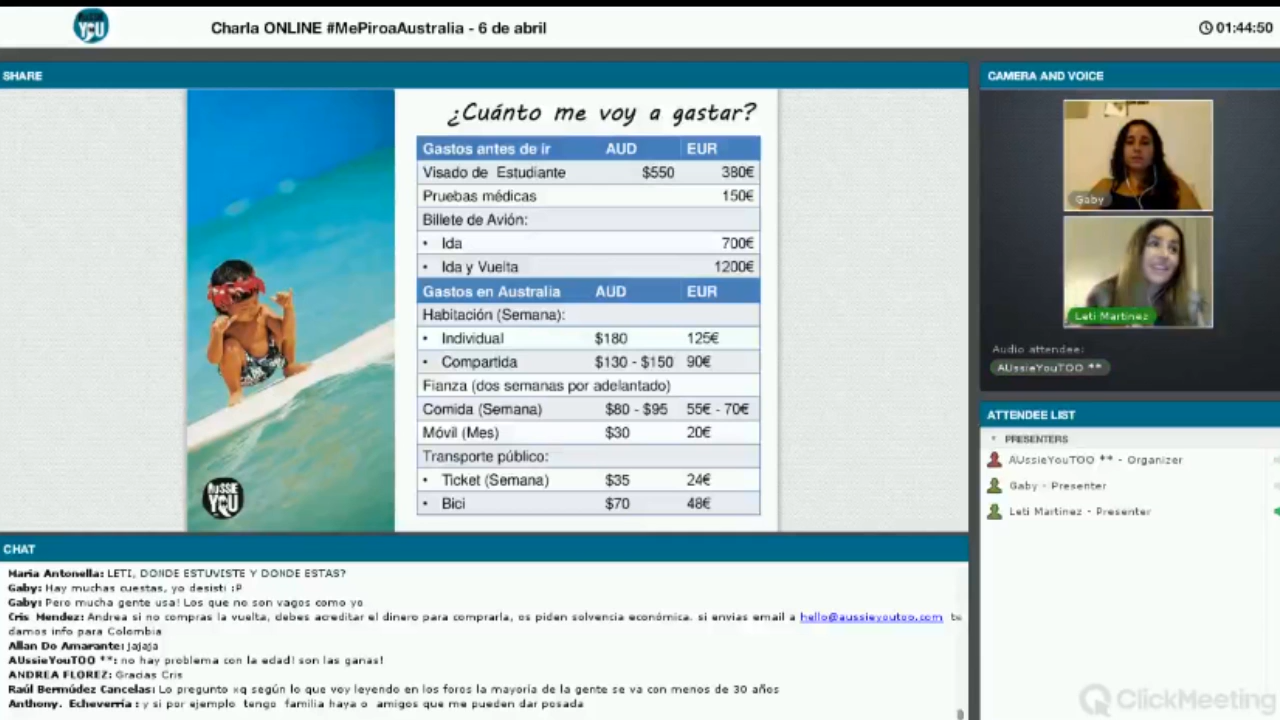 AUSSIE YOU
Charla ONLINE #MePiroaAustralia - 6 de abril
01:44:50
SHARE
¿Cuánto me voy a gastar?
Gastos antes de ir AUD EUR
Visado de Estudiante $550 380€
Pruebas médicas 150€
Billete de Avión:
• Ida 700€
• Ida y Vuelta 1200€
Gastos en Australia AUD EUR
Habitación (Semana):
• Individual $180 125€
• Compartida $130 - $150 90€
Fianza (dos semanas por adelantado)
Comida (Semana) $80 - $95 55€ - 70€
Móvil (Mes) $30 20€
Transporte público:
• Ticket (Semana) $35 24€
• Bici $70 48€
AUSSIE YOU
CAMERA AND VOICE
Gaby
Leti Martinez
Audio attendee:
AUssieYouTOO **
ATTENDEE LIST
PRESENTERS
AUssieYouTOO ** - Organizer
Gaby - Presenter
Leti Martinez - Presenter
CHAT
Maria Antonella: LETI, DONDE ESTUVISTE Y DONDE ESTAS?
Gaby: Hay muchas cuestas, yo desisti :P
Gaby: Pero mucha gente usa! Los que no son vagos como yo
Cris Mendez: Andrea si no compras la vuelta, debes acreditar el dinero para comprarla, os piden solvencia económica. si envias email a hello@aussieyoutoo.com te
damos info para Colombia
Allan Do Amarante: jajaja
AUssieYouTOO **: no hay problema con la edad! son las ganas!
ANDREA FLOREZ: Gracias Cris
Raúl Bermúdez Cancelas: Lo pregunto xq según lo que voy leyendo en los foros la mayoría de la gente se va con menos de 30 años
Anthony. Echeverría : y si por ejemplo tengo familia haya o amigos que me pueden dar posada
ClickMeeting